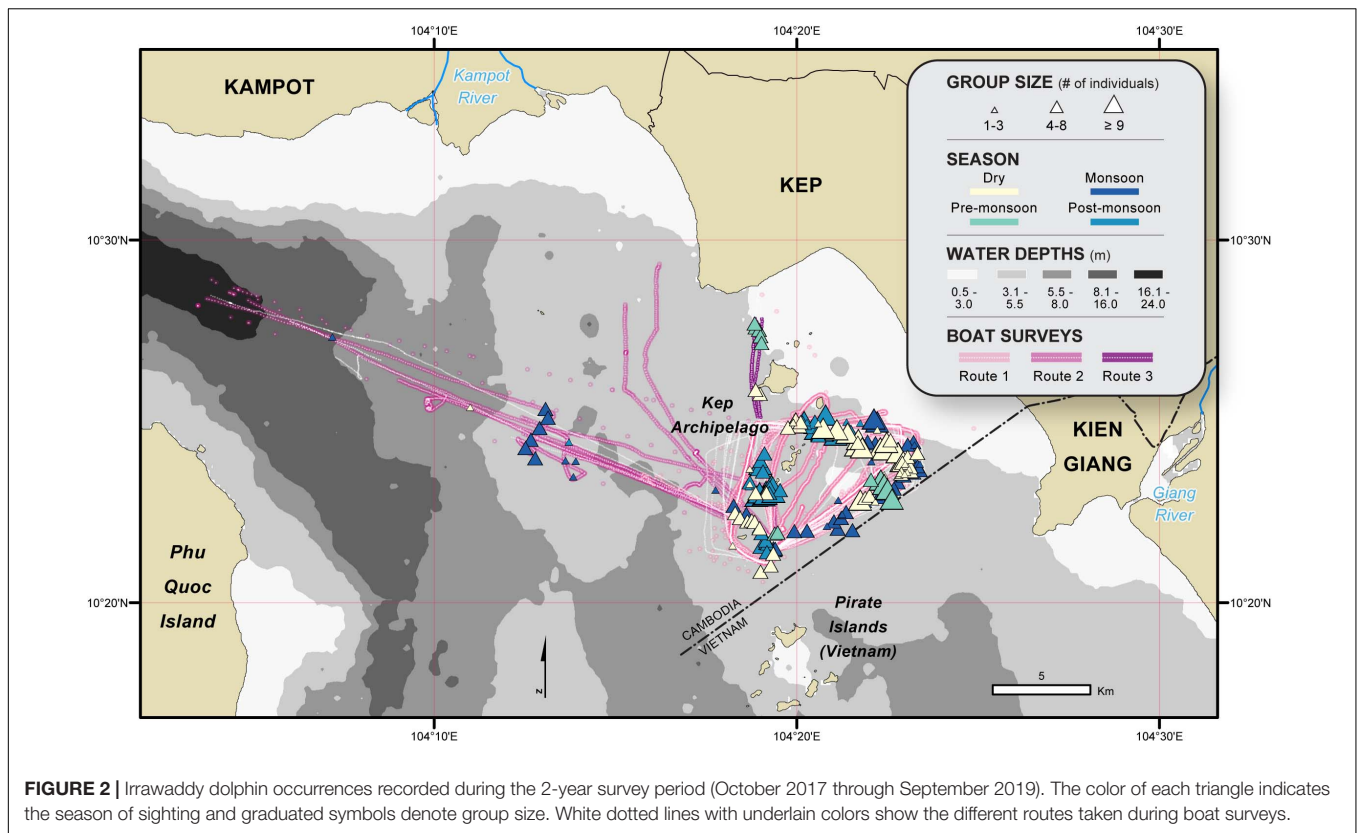 104°10'E
104°20'E
104°30'E
KAMPOT
Kampot
River
KEP
10°30'N
10°30'N
GROUP SIZE (# of individuals)
1-3
4-8
≥ 9
SEASON
Dry
Monsoon
Pre-monsoon
Post-monsoon
WATER DEPTHS (m)
0.5 -
3.0
3.1 -
5.5
5.5 -
8.0
8.1 -
16.0
16.1 -
24.0
BOAT SURVEYS
Route 1
Route 2
Route 3
Kep
Archipelago
KIEN
GIANG
Giang
River
Phu
Quoc
Island
10°20'N
10°20'N
CAMBODIA
VIETNAM
Pirate
Islands
(Vietnam)
N
5
Km
104°10'E
104°20'E
104°30'E
FIGURE 2 | Irrawaddy dolphin occurrences recorded during the 2-year survey period (October 2017 through September 2019). The color of each triangle indicates
the season of sighting and graduated symbols denote group size. White dotted lines with underlain colors show the different routes taken during boat surveys.